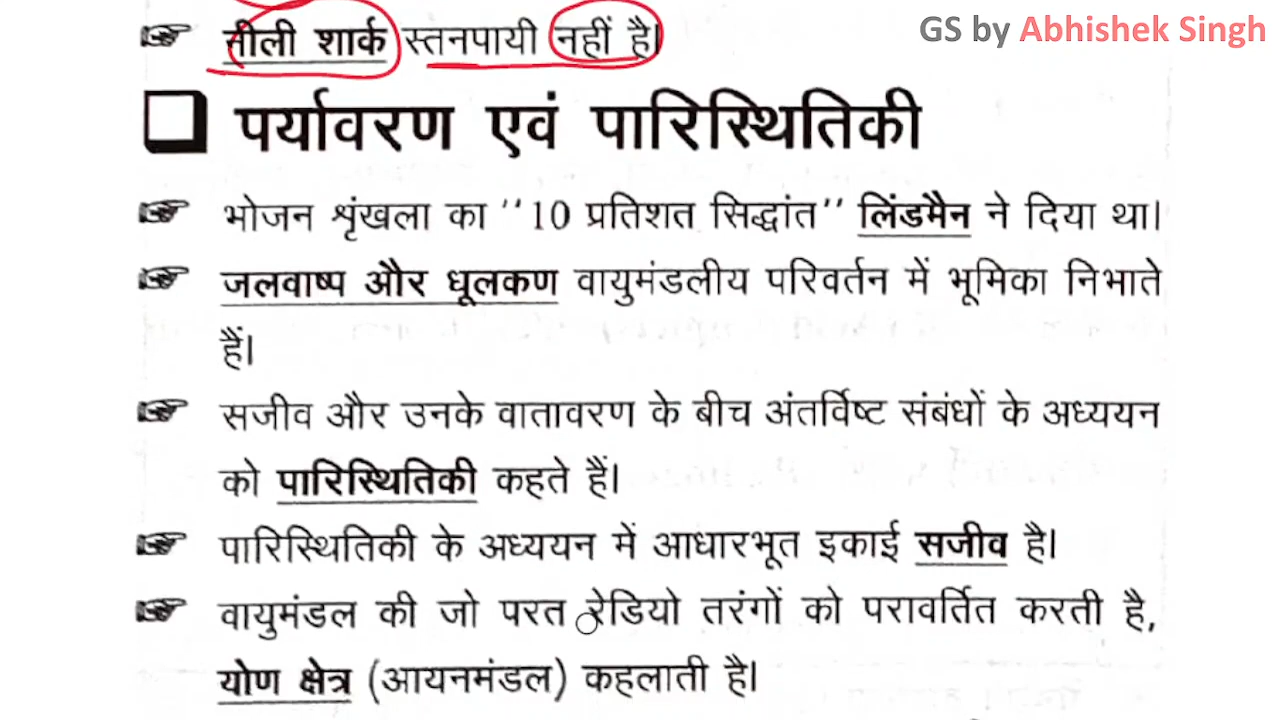 नीली शार्क स्तनपायी नहीं है।
GS by Abhishek Singh
पर्यावरण एवं पारिस्थितिकी
भोजन श्रृंखला का "10 प्रतिशत सिद्धांत" लिंडमैन ने दिया था।
जलवाष्प और धूलकण वायुमंडलीय परिवर्तन में भूमिका निभाते
हैं।
सजीव और उनके वातावरण के बीच अंतर्विष्ट संबंधों के अध्ययन
को पारिस्थितिकी कहते हैं।
पारिस्थितिकी के अध्ययन में आधारभूत इकाई सजीव है।
वायुमंडल की जो परत रेडियो तरंगों को परावर्तित करती है,
योण क्षेत्र (आयनमंडल) कहलाती है।